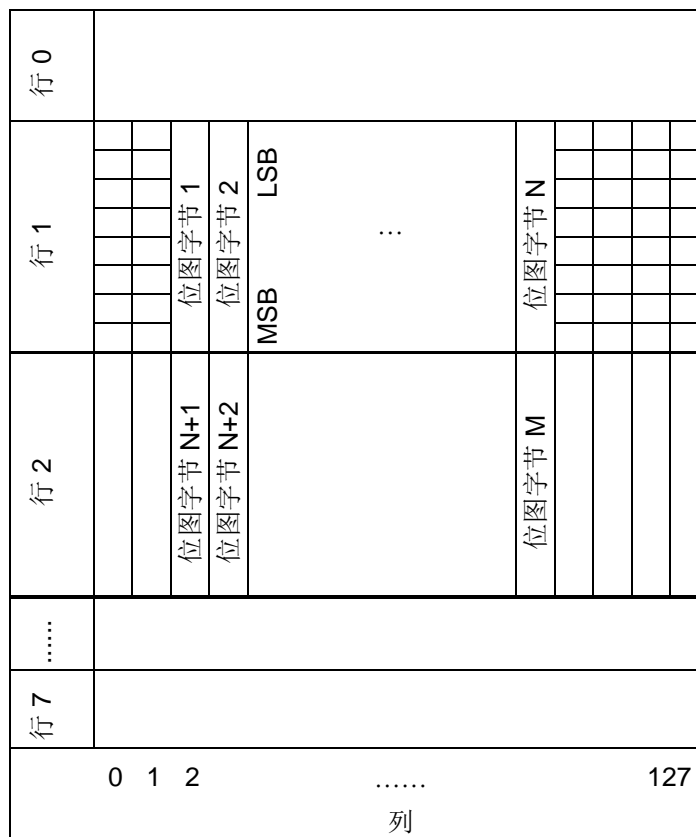 行 0
行 1
位图字节 1
位图字节 2
MSB LSB
…
位图字节 N
行 2
位图字节 N+1
位图字节 N+2
位图字节 M
……
行 7
0 1 2 …… 127
列